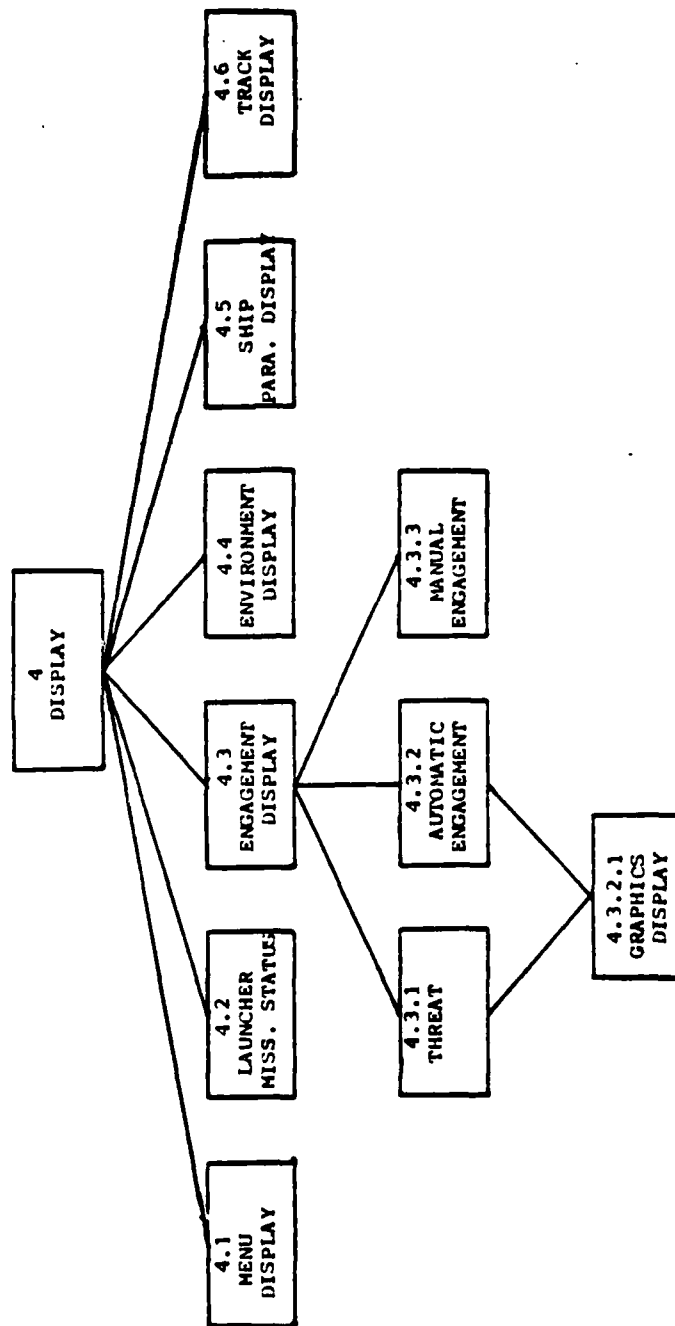 4
DISPLAY
4.1
MENU
DISPLAY
4.2
LAUNCHER
MISS. STATUS
4.3
ENGAGEMENT
DISPLAY
4.4
ENVIRONMENT
DISPLAY
4.5
SHIP
PARA. DISPLAY
4.6
TRACK
DISPLAY
4.3.1
THREAT
4.3.2
AUTOMATIC
ENGAGEMENT
4.3.3
MANUAL
ENGAGEMENT
4.3.2.1
GRAPHICS
DISPLAY